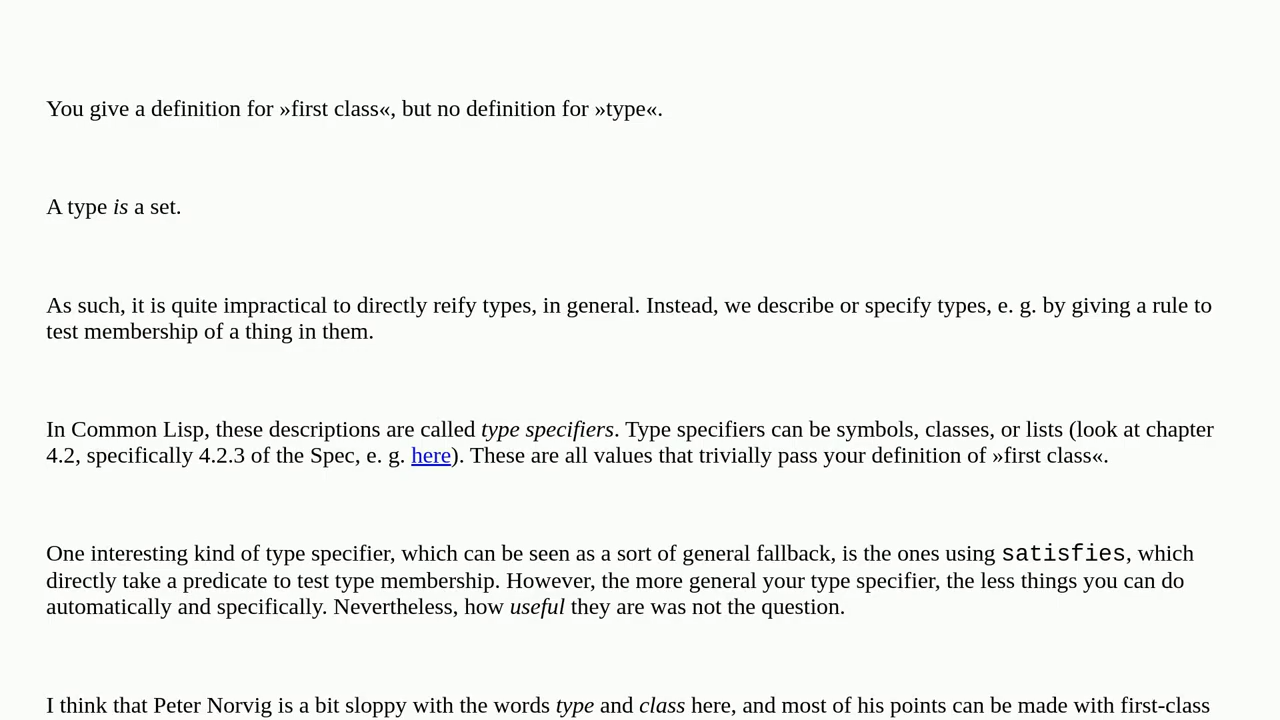 You give a definition for »first class«, but no definition for »type«.
A type is a set.
As such, it is quite impractical to directly reify types, in general. Instead, we describe or specify types, e. g. by giving a rule to
test membership of a thing in them.
In Common Lisp, these descriptions are called type specifiers. Type specifiers can be symbols, classes, or lists (look at chapter
4.2, specifically 4.2.3 of the Spec, e. g. here). These are all values that trivially pass your definition of »first class«.
One interesting kind of type specifier, which can be seen as a sort of general fallback, is the ones using satisfies, which
directly take a predicate to test type membership. However, the more general your type specifier, the less things you can do
automatically and specifically. Nevertheless, how useful they are was not the question.
I think that Peter Norvig is a bit sloppy with the words type and class here, and most of his points can be made with first-class